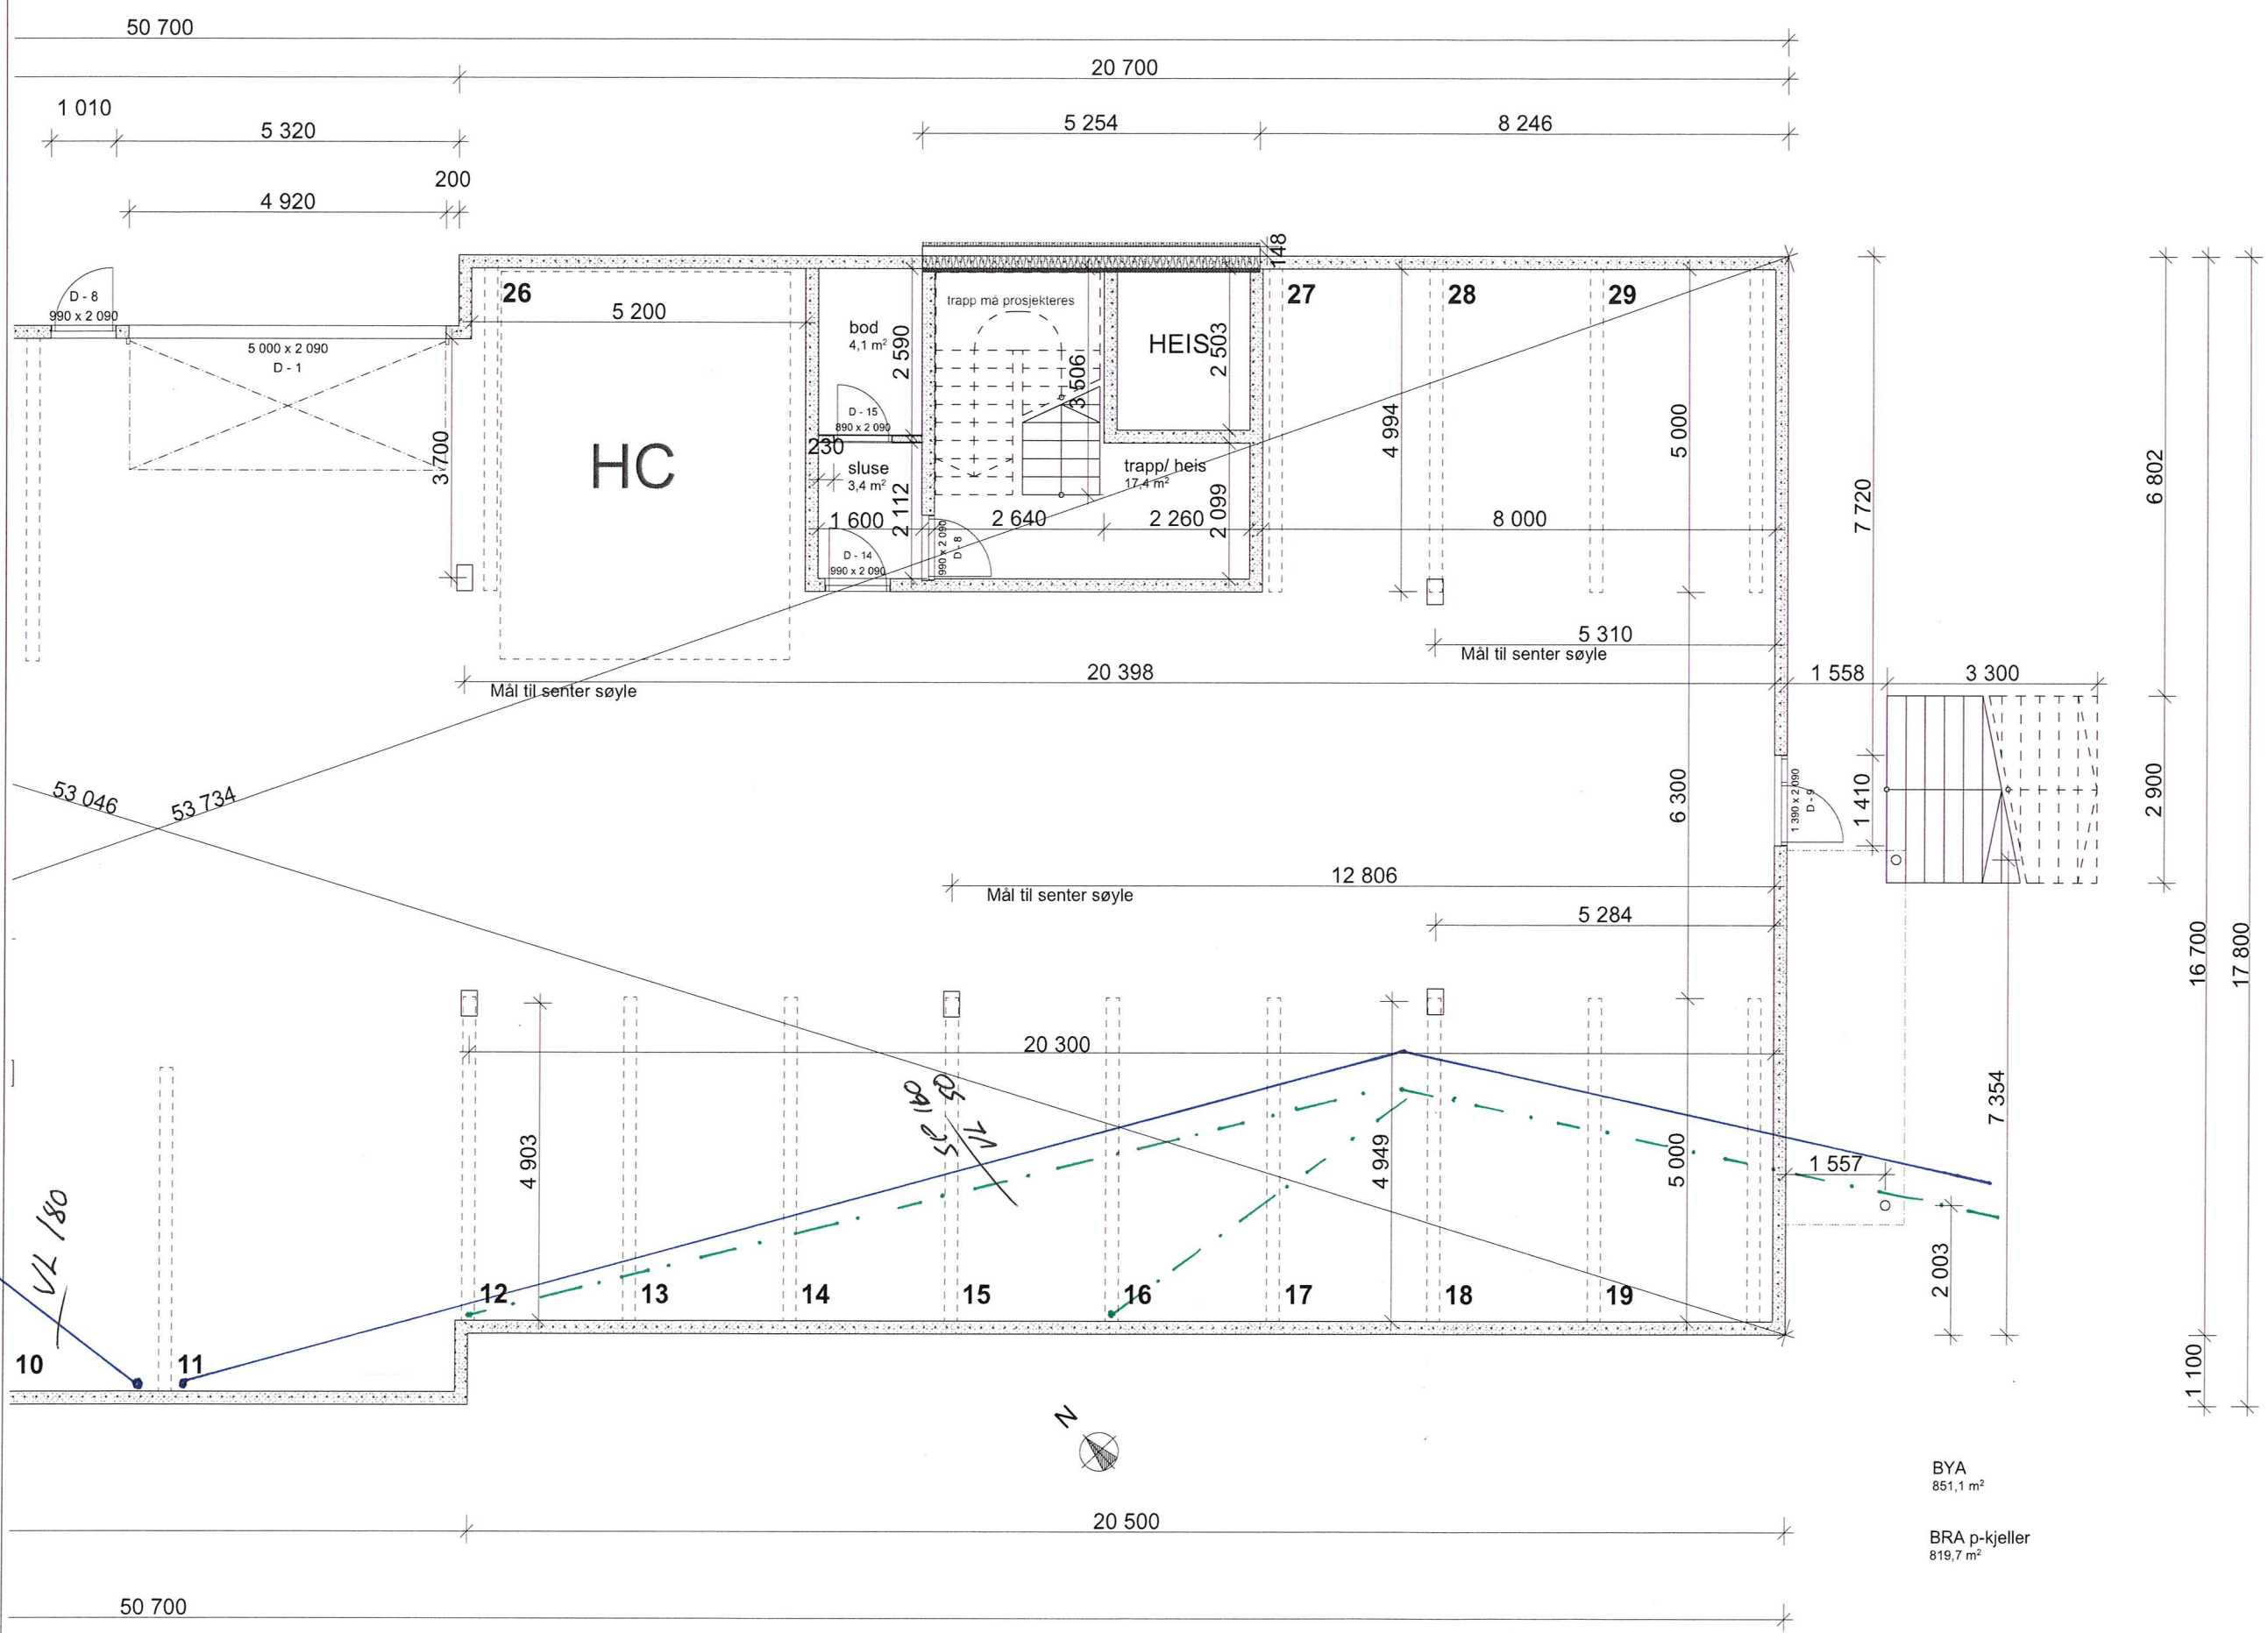 50 700
20 700
1 010
5 320
5 254
8 246
200
4 920
148
D - 8
990 x 2 090
26
5 200
bod
4,1 m²
2 590
trapp må prosjekteres
HEIS
2 503
27
28
29
5 000 x 2 090
D - 1
3 506
3 700
HC
D - 15
890 x 2 090
230
sluse
3,4 m²
2 112
trapp/ heis
17,4 m²
2 099
4 994
5 000
7 720
6 802
1 600
2 640
2 260
8 000
D - 14
990 x 2 090
990 x 2 090
D - 8
5 310
Mål til senter søyle
20 398
Mål til senter søyle
1 558
3 300
53 046
53 734
6 300
1 390 x 2 090
D - 9
1 410
2 900
12 806
Mål til senter søyle
5 284
16 700
17 800
20 300
SP 160
VL 50
4 903
4 949
5 000
1 557
7 354
2 003
VL 180
12
13
14
15
16
17
18
19
10
11
1 100
N
BYA
851,1 m²
20 500
BRA p-kjeller
819,7 m²
50 700